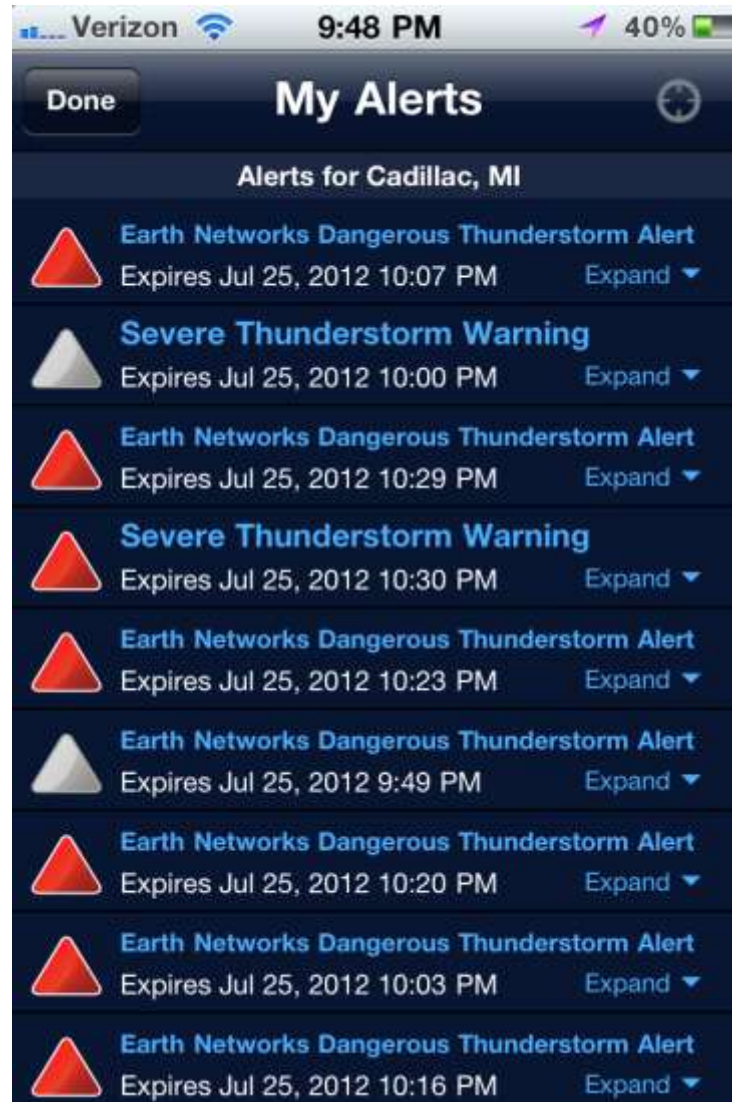 Verizon 9:48 PM 40%
Done My Alerts
Alerts for Cadillac, MI
Earth Networks Dangerous Thunderstorm Alert
Expires Jul 25, 2012 10:07 PM Expand
Severe Thunderstorm Warning
Expires Jul 25, 2012 10:00 PM Expand
Earth Networks Dangerous Thunderstorm Alert
Expires Jul 25, 2012 10:29 PM Expand
Severe Thunderstorm Warning
Expires Jul 25, 2012 10:30 PM Expand
Earth Networks Dangerous Thunderstorm Alert
Expires Jul 25, 2012 10:23 PM Expand
Earth Networks Dangerous Thunderstorm Alert
Expires Jul 25, 2012 9:49 PM Expand
Earth Networks Dangerous Thunderstorm Alert
Expires Jul 25, 2012 10:20 PM Expand
Earth Networks Dangerous Thunderstorm Alert
Expires Jul 25, 2012 10:03 PM Expand
Earth Networks Dangerous Thunderstorm Alert
Expires Jul 25, 2012 10:16 PM Expand